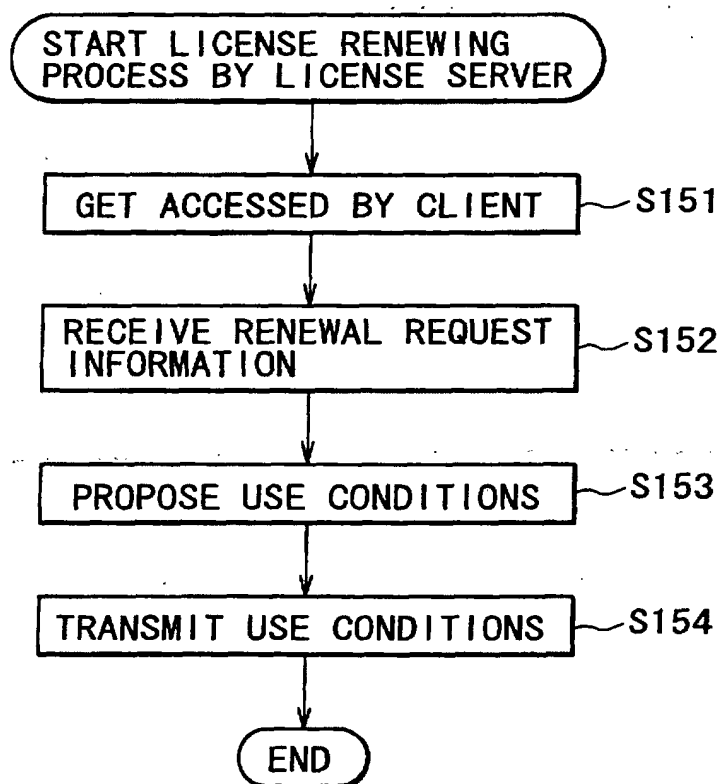 START LICENSE RENEWING
PROCESS BY LICENSE SERVER
GET ACCESSED BY CLIENT
S151
RECEIVE RENEWAL REQUEST
INFORMATION
S152
PROPOSE USE CONDITIONS
S153
TRANSMIT USE CONDITIONS
S154
END